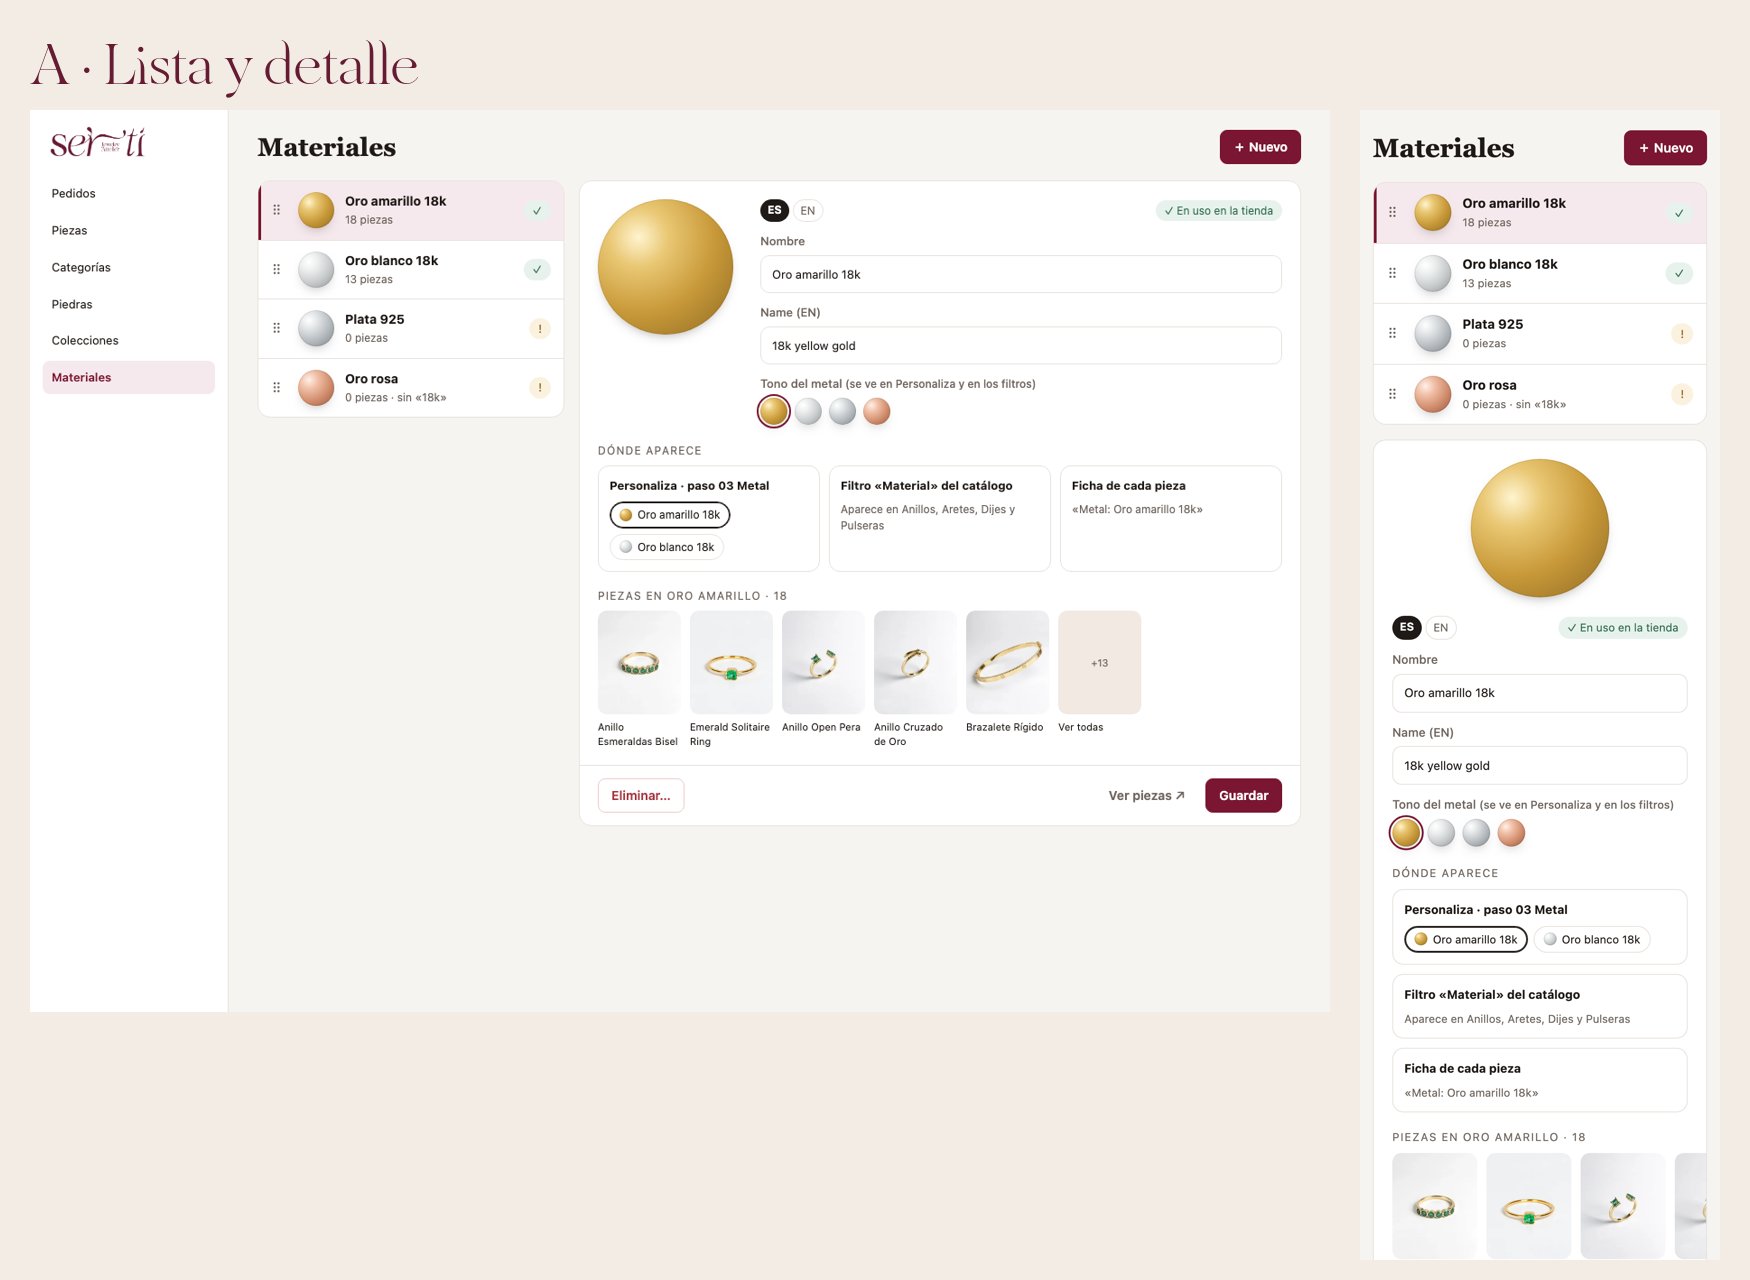 A · Lista y detalle
serti
Pedidos
Piezas
Categorías
Piedras
Colecciones
Materiales
Materiales
+ Nuevo
Oro amarillo 18k
18 piezas
✓
Oro blanco 18k
13 piezas
✓
Plata 925
0 piezas
!
Oro rosa
0 piezas · sin «18k»
!
ES
EN
✓ En uso en la tienda
Nombre
Oro amarillo 18k
Name (EN)
18k yellow gold
Tono del metal (se ve en Personaliza y en los filtros)
DÓNDE APARECE
Personaliza · paso 03 Metal
Oro amarillo 18k
Oro blanco 18k
Filtro «Material» del catálogo
Aparece en Anillos, Aretes, Dijes y
Pulseras
Ficha de cada pieza
«Metal: Oro amarillo 18k»
PIEZAS EN ORO AMARILLO · 18
Anillo
Esmeraldas Bisel
Emerald Solitaire
Ring
Anillo Open Pera
Anillo Cruzado
de Oro
Brazalete Rígido
+13
Ver todas
Eliminar...
Ver piezas ↗
Guardar
Materiales
+ Nuevo
Oro amarillo 18k
18 piezas
✓
Oro blanco 18k
13 piezas
✓
Plata 925
0 piezas
!
Oro rosa
0 piezas · sin «18k»
!
ES
EN
✓ En uso en la tienda
Nombre
Oro amarillo 18k
Name (EN)
18k yellow gold
Tono del metal (se ve en Personaliza y en los filtros)
DÓNDE APARECE
Personaliza · paso 03 Metal
Oro amarillo 18k
Oro blanco 18k
Filtro «Material» del catálogo
Aparece en Anillos, Aretes, Dijes y Pulseras
Ficha de cada pieza
«Metal: Oro amarillo 18k»
PIEZAS EN ORO AMARILLO · 18